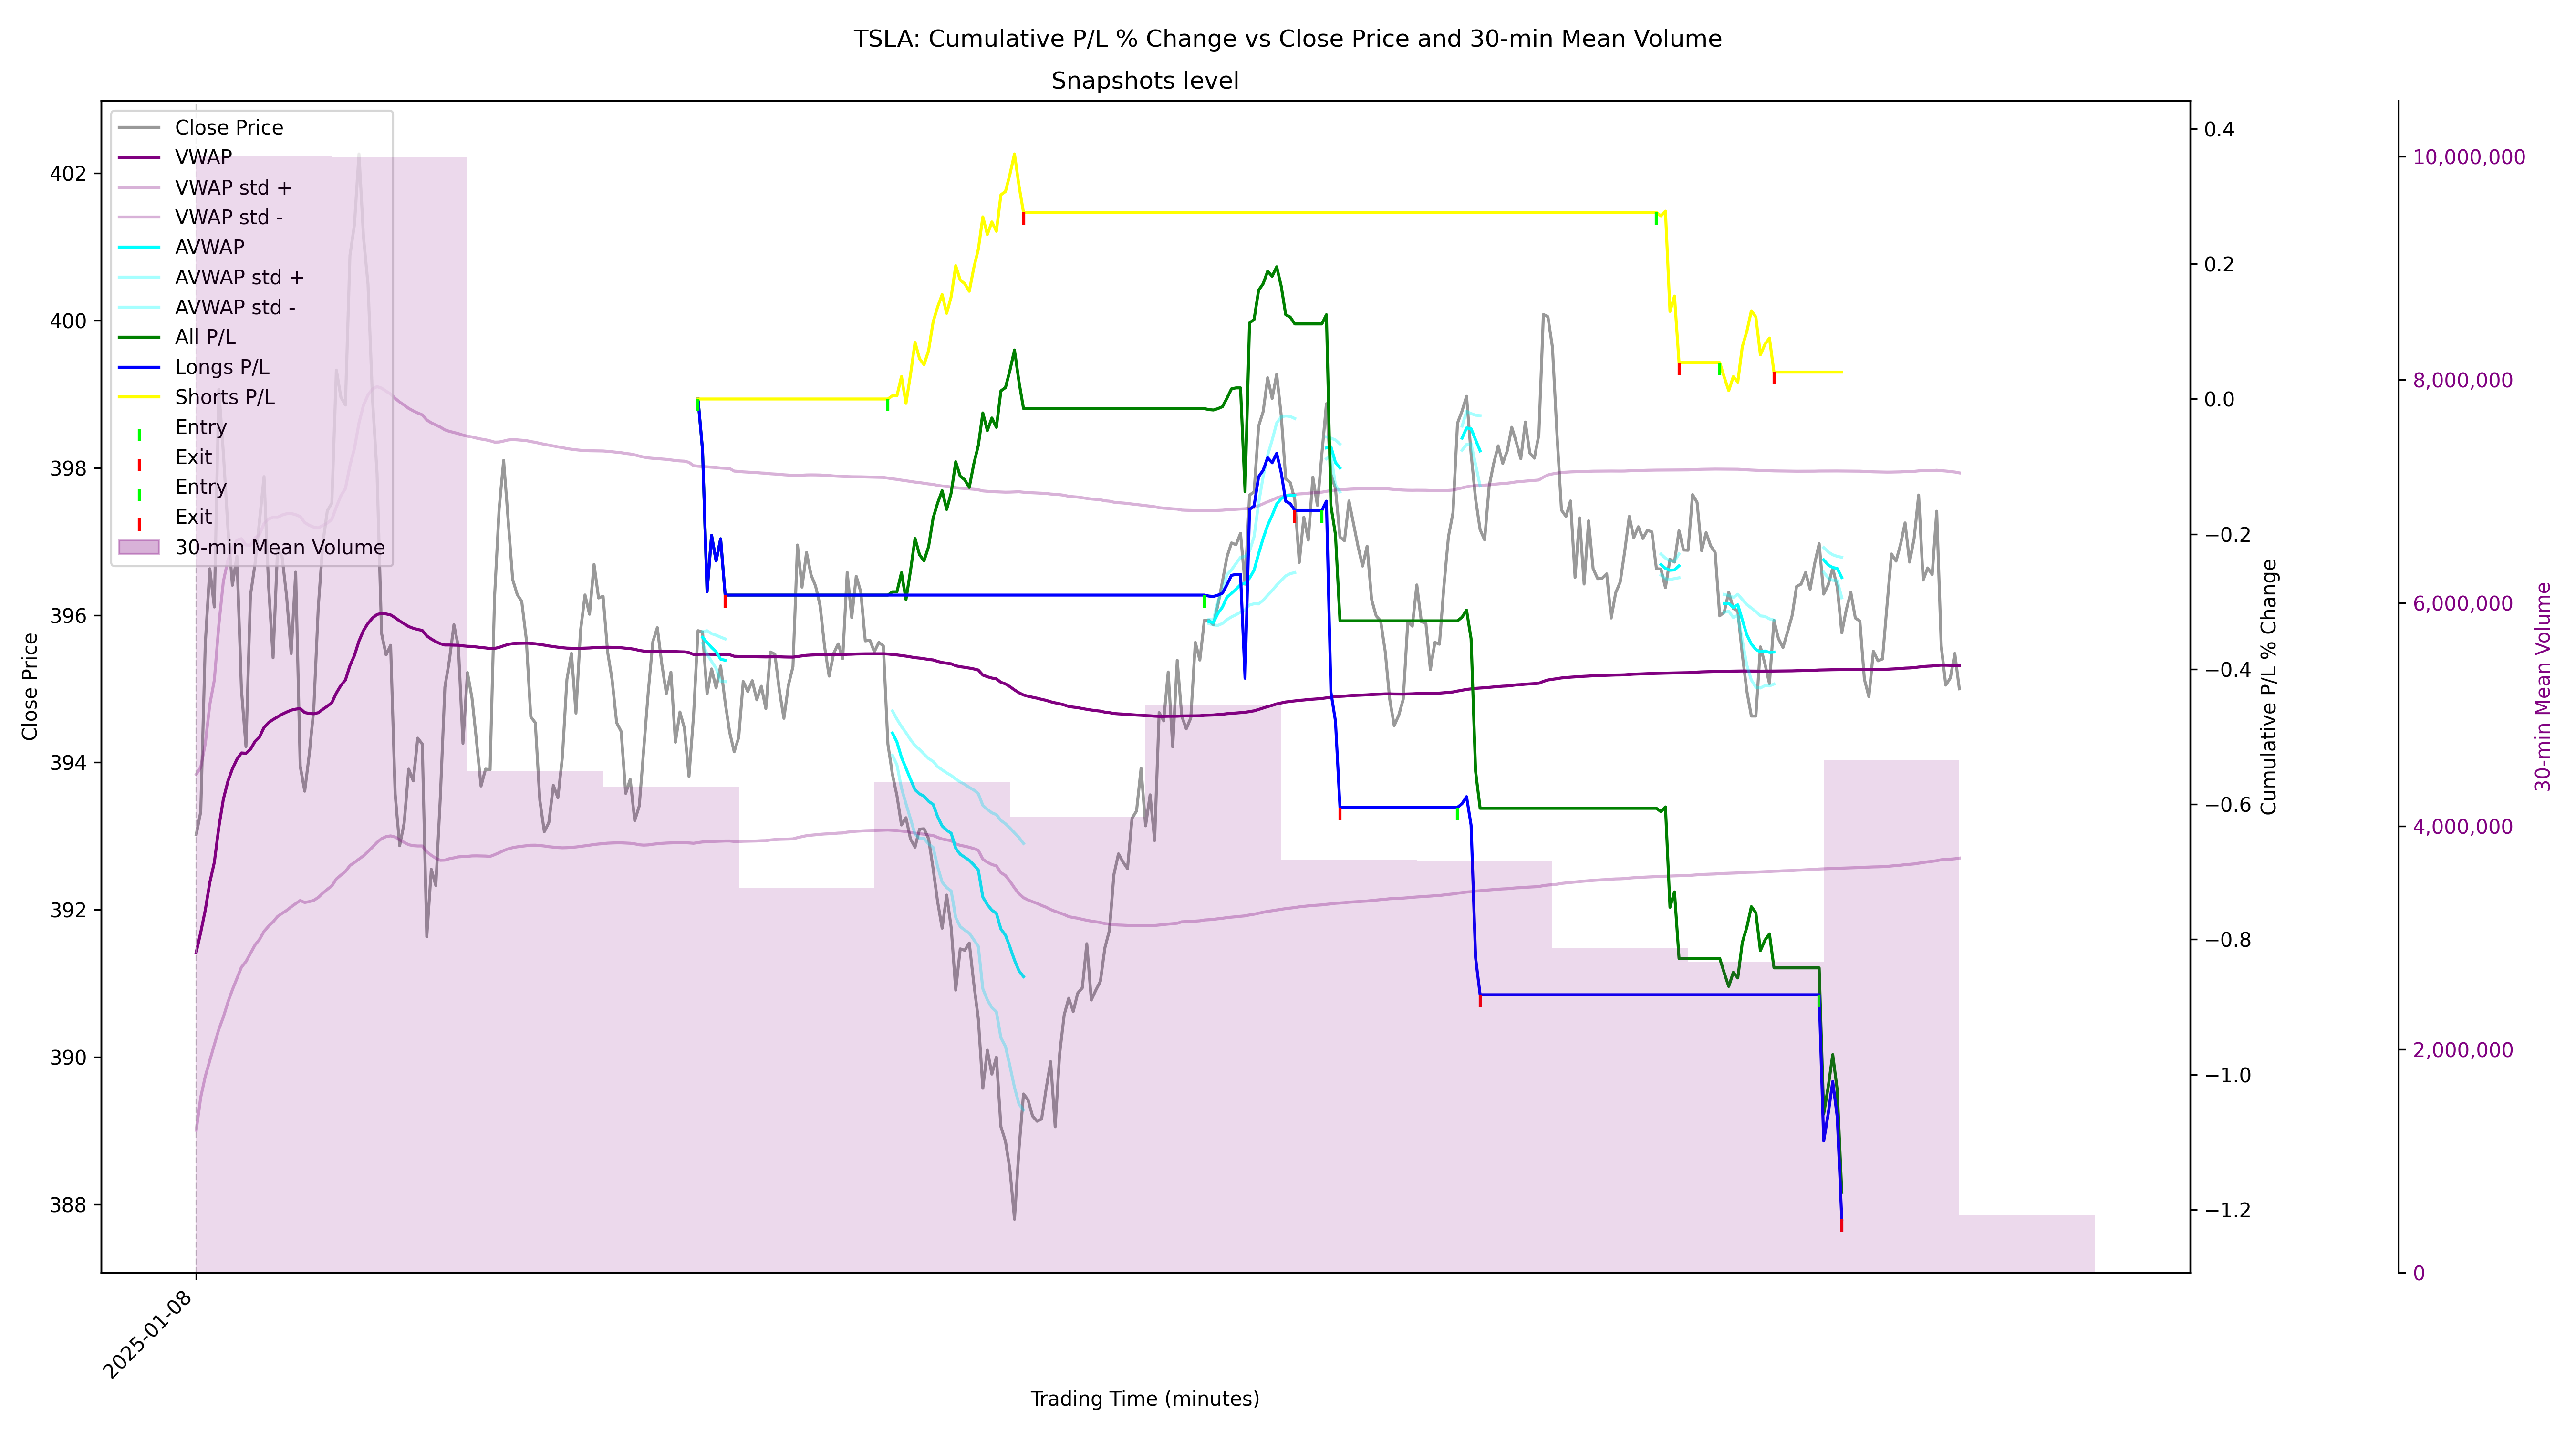 TSLA: Cumulative P/L % Change vs Close Price and 30-min Mean Volume
Snapshots level
Close Price
VWAP
VWAP std +
VWAP std -
AVWAP
AVWAP std +
AVWAP std -
All P/L
Longs P/L
Shorts P/L
Entry
Exit
Entry
Exit
30-min Mean Volume
402
400
398
396
394
392
390
388
Close Price
0.4
0.2
0.0
−0.2
−0.4
−0.6
−0.8
−1.0
−1.2
Cumulative P/L % Change
10,000,000
8,000,000
6,000,000
4,000,000
2,000,000
0
30-min Mean Volume
2025-01-08
Trading Time (minutes)